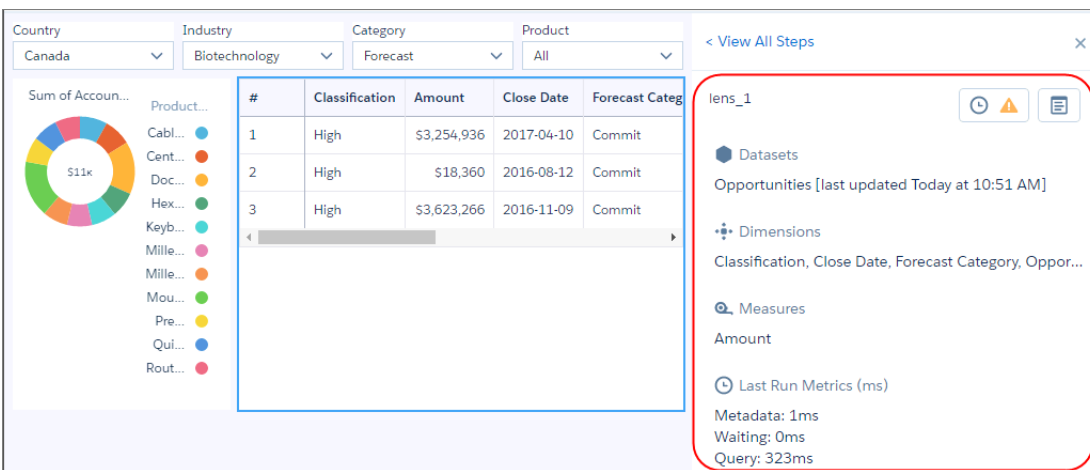 Country Industry Category Product
Canada Biotechnology Forecast All
Sum of Accoun...
Product...
$11K
Cabl...
Cent...
Doc...
Hex...
Keyb...
Mille...
Mille...
Mou...
Pre...
Qui...
Rout...
# Classification Amount Close Date Forecast Categ
1 High $3,254,936 2017-04-10 Commit
2 High $18,360 2016-08-12 Commit
3 High $3,623,266 2016-11-09 Commit
< View All Steps
lens_1
Datasets
Opportunities [last updated Today at 10:51 AM]
Dimensions
Classification, Close Date, Forecast Category, Oppor...
Measures
Amount
Last Run Metrics (ms)
Metadata: 1ms
Waiting: 0ms
Query: 323ms